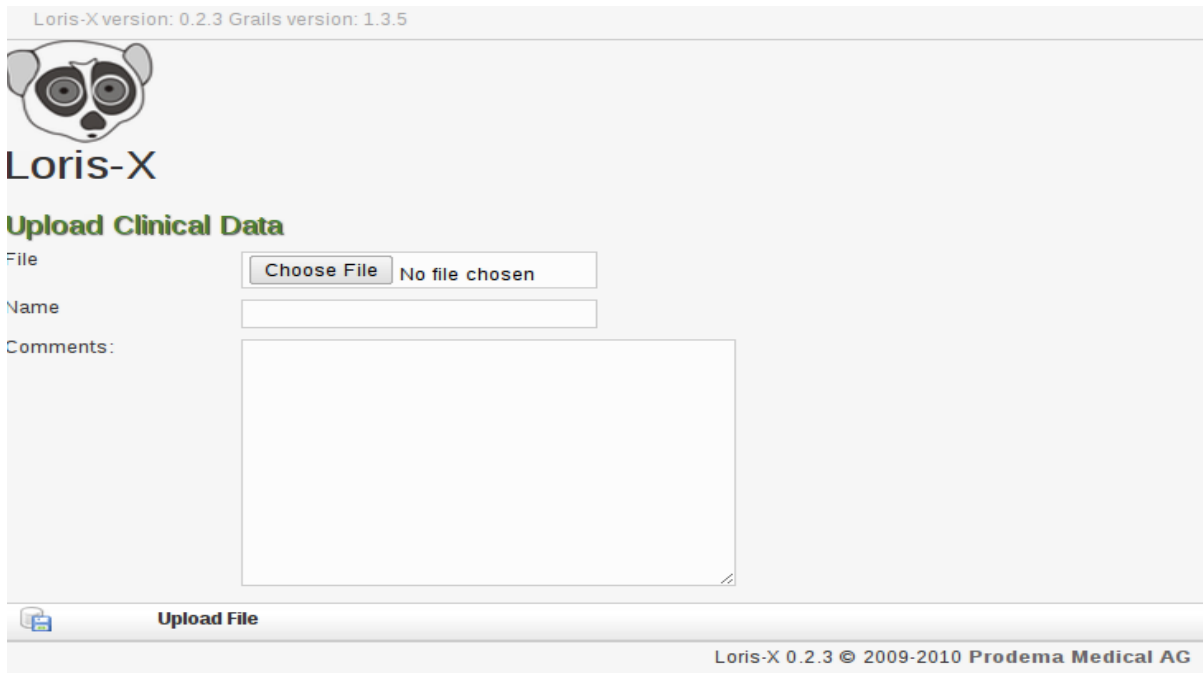 Loris-X version: 0.2.3 Grails version: 1.3.5
Loris-X
Upload Clinical Data
File
Choose File No file chosen
Name
Comments:
Upload File
Loris-X 0.2.3 © 2009-2010 Prodema Medical AG